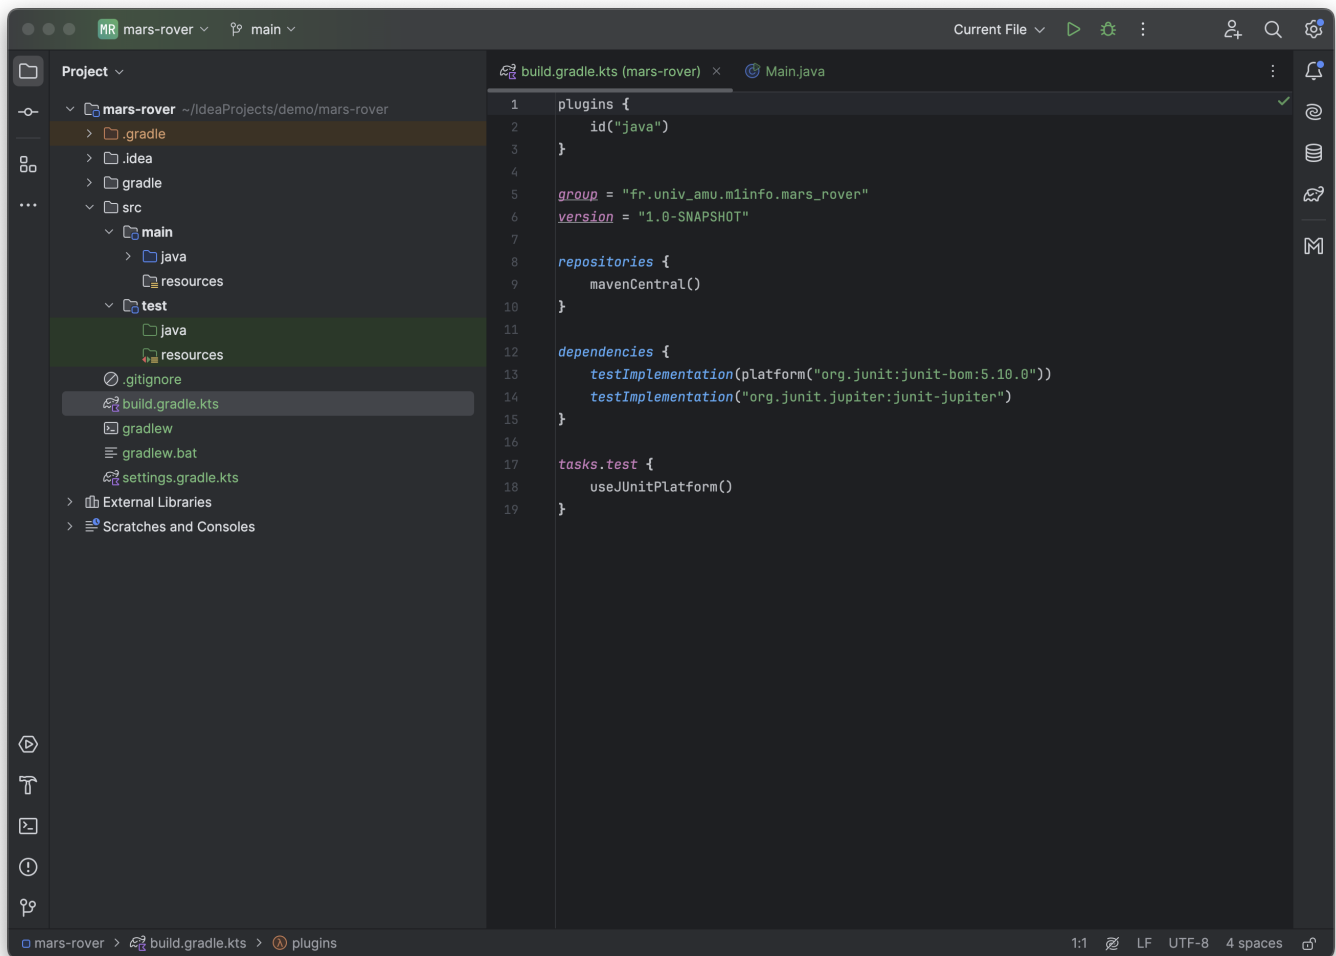 MR mars-rover main Current File
Project
build.gradle.kts (mars-rover) Main.java
mars-rover ~/IdeaProjects/demo/mars-rover
.gradle
.idea
gradle
src
main
java
resources
test
java
resources
.gitignore
build.gradle.kts
gradlew
gradlew.bat
settings.gradle.kts
External Libraries
Scratches and Consoles
1 plugins {
2 id("java")
3 }
4
5 group = "fr.univ_amu.m1info.mars_rover"
6 version = "1.0-SNAPSHOT"
7
8 repositories {
9 mavenCentral()
10 }
11
12 dependencies {
13 testImplementation(platform("org.junit:junit-bom:5.10.0"))
14 testImplementation("org.junit.jupiter:junit-jupiter")
15 }
16
17 tasks.test {
18 useJUnitPlatform()
19 }
mars-rover > build.gradle.kts > plugins 1:1 LF UTF-8 4 spaces